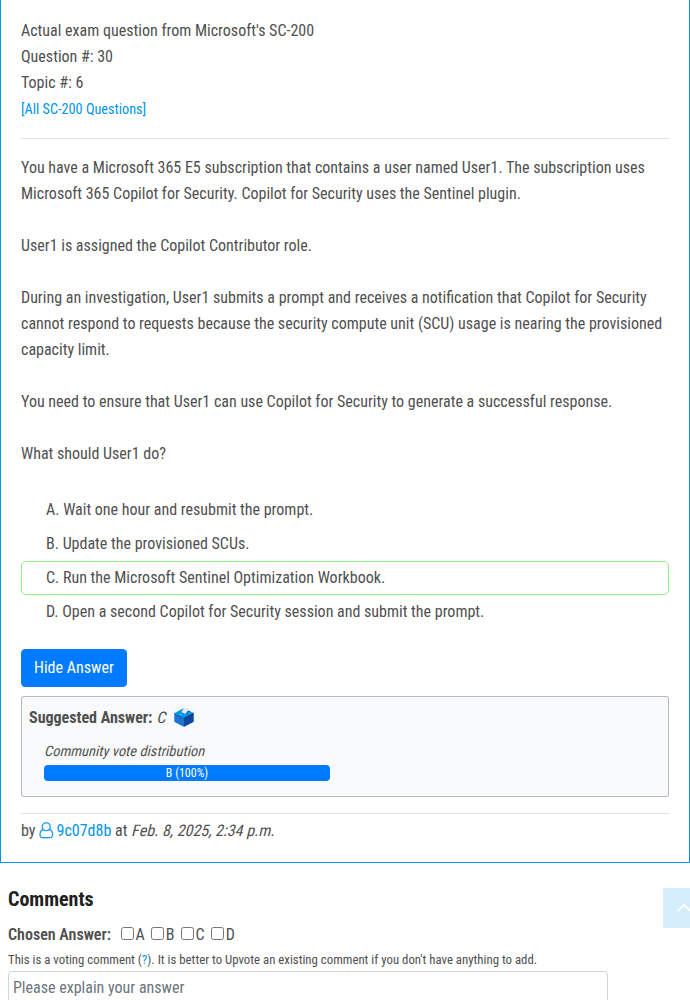 Actual exam question from Microsoft's SC-200
Question #: 30
Topic #: 6
[All SC-200 Questions]
You have a Microsoft 365 E5 subscription that contains a user named User1. The subscription uses
Microsoft 365 Copilot for Security. Copilot for Security uses the Sentinel plugin.
User1 is assigned the Copilot Contributor role.
During an investigation, User1 submits a prompt and receives a notification that Copilot for Security
cannot respond to requests because the security compute unit (SCU) usage is nearing the provisioned
capacity limit.
You need to ensure that User1 can use Copilot for Security to generate a successful response.
What should User1 do?
A. Wait one hour and resubmit the prompt.
B. Update the provisioned SCUs.
C. Run the Microsoft Sentinel Optimization Workbook.
D. Open a second Copilot for Security session and submit the prompt.
Hide Answer
Suggested Answer: C
Community vote distribution
B (100%)
by 9c07d8b at Feb. 8, 2025, 2:34 p.m.
Comments
Chosen Answer: A B C D
This is a voting comment (?). It is better to Upvote an existing comment if you don't have anything to add.
Please explain your answer